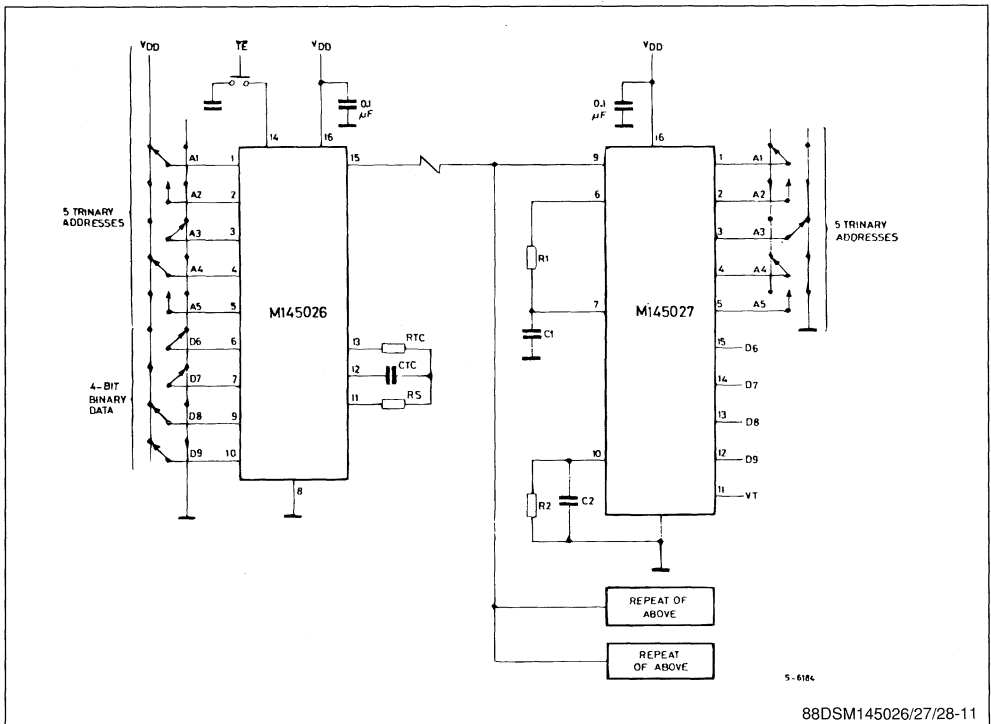 VDD
TE
VDD
VDD
0.1
µF
0.1
µF
14
16
16
A1
1
15
9
1
A1
A2
2
6
2
A2
5 TRINARY
ADDRESSES
A3
3
3
A3
5 TRINARY
ADDRESSES
R1
A4
4
4
A4
A5
5
M145026
7
M145027
5
A5
C1
D6
6
13
RTC
15
D6
4-BIT
BINARY
DATA
D7
7
12
CTC
14
D7
D8
9
11
RS
13
D8
D9
10
10
12
D9
8
R2
C2
11
VT
REPEAT OF
ABOVE
REPEAT
OF ABOVE
5-6184
88DSM145026/27/28-11